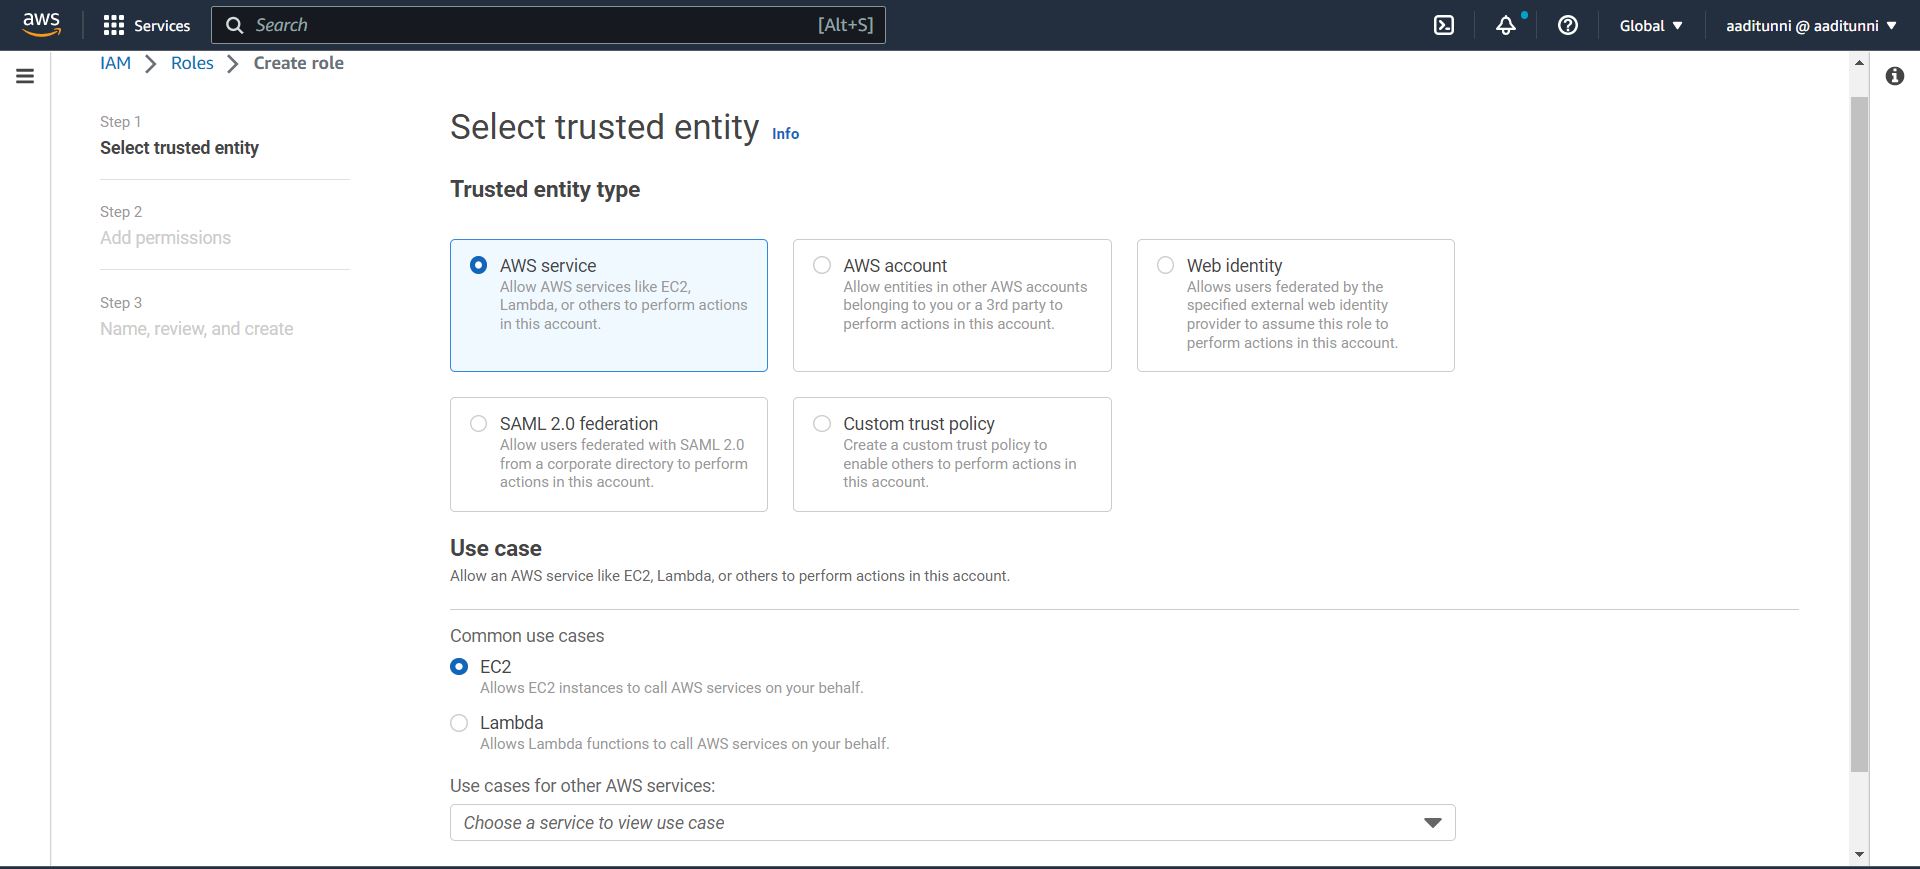 aws
Services
Search
[Alt+S]
Global
aaditunni @ aaditunni
IAM
Roles
Create role
Step 1
Select trusted entity
Step 2
Add permissions
Step 3
Name, review, and create
Select trusted entity Info
Trusted entity type
AWS service
Allow AWS services like EC2,
Lambda, or others to perform actions
in this account.
AWS account
Allow entities in other AWS accounts
belonging to you or a 3rd party to
perform actions in this account.
Web identity
Allows users federated by the
specified external web identity
provider to assume this role to
perform actions in this account.
SAML 2.0 federation
Allow users federated with SAML 2.0
from a corporate directory to perform
actions in this account.
Custom trust policy
Create a custom trust policy to
enable others to perform actions in
this account.
Use case
Allow an AWS service like EC2, Lambda, or others to perform actions in this account.
Common use cases
EC2
Allows EC2 instances to call AWS services on your behalf.
Lambda
Allows Lambda functions to call AWS services on your behalf.
Use cases for other AWS services:
Choose a service to view use case